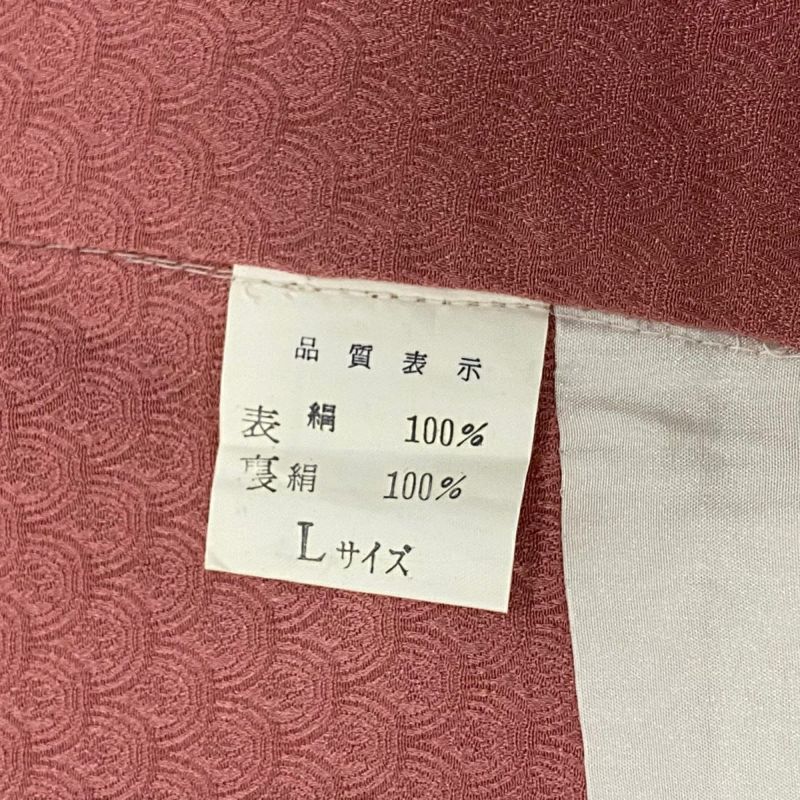 品質表示
表 絹 100%
裏 絹 100%
Lサイズ